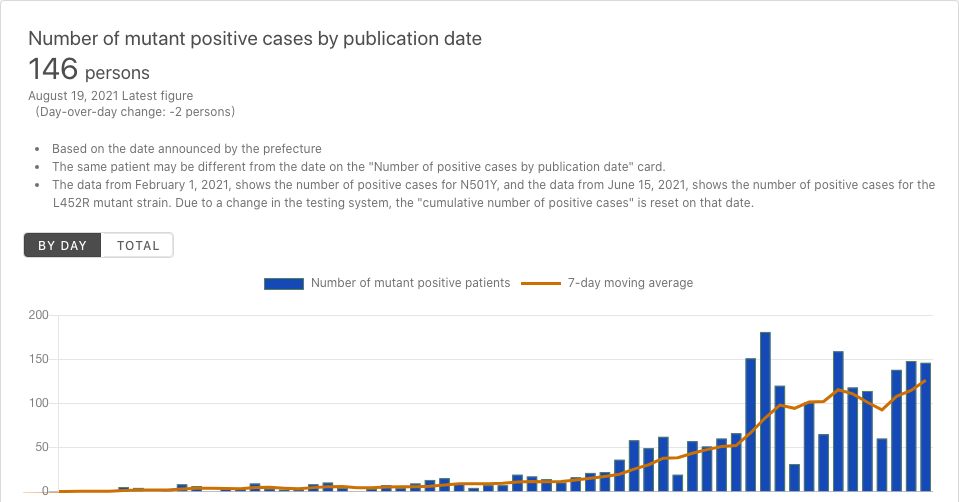 Number of mutant positive cases by publication date
146 persons
August 19, 2021 Latest figure
(Day-over-day change: -2 persons)
• Based on the date announced by the prefecture
• The same patient may be different from the date on the "Number of positive cases by publication date" card.
• The data from February 1, 2021, shows the number of positive cases for N501Y, and the data from June 15, 2021, shows the number of positive cases for the
L452R mutant strain. Due to a change in the testing system, the "cumulative number of positive cases" is reset on that date.
BY DAY TOTAL
Number of mutant positive patients 7-day moving average
200
150
100
50
0